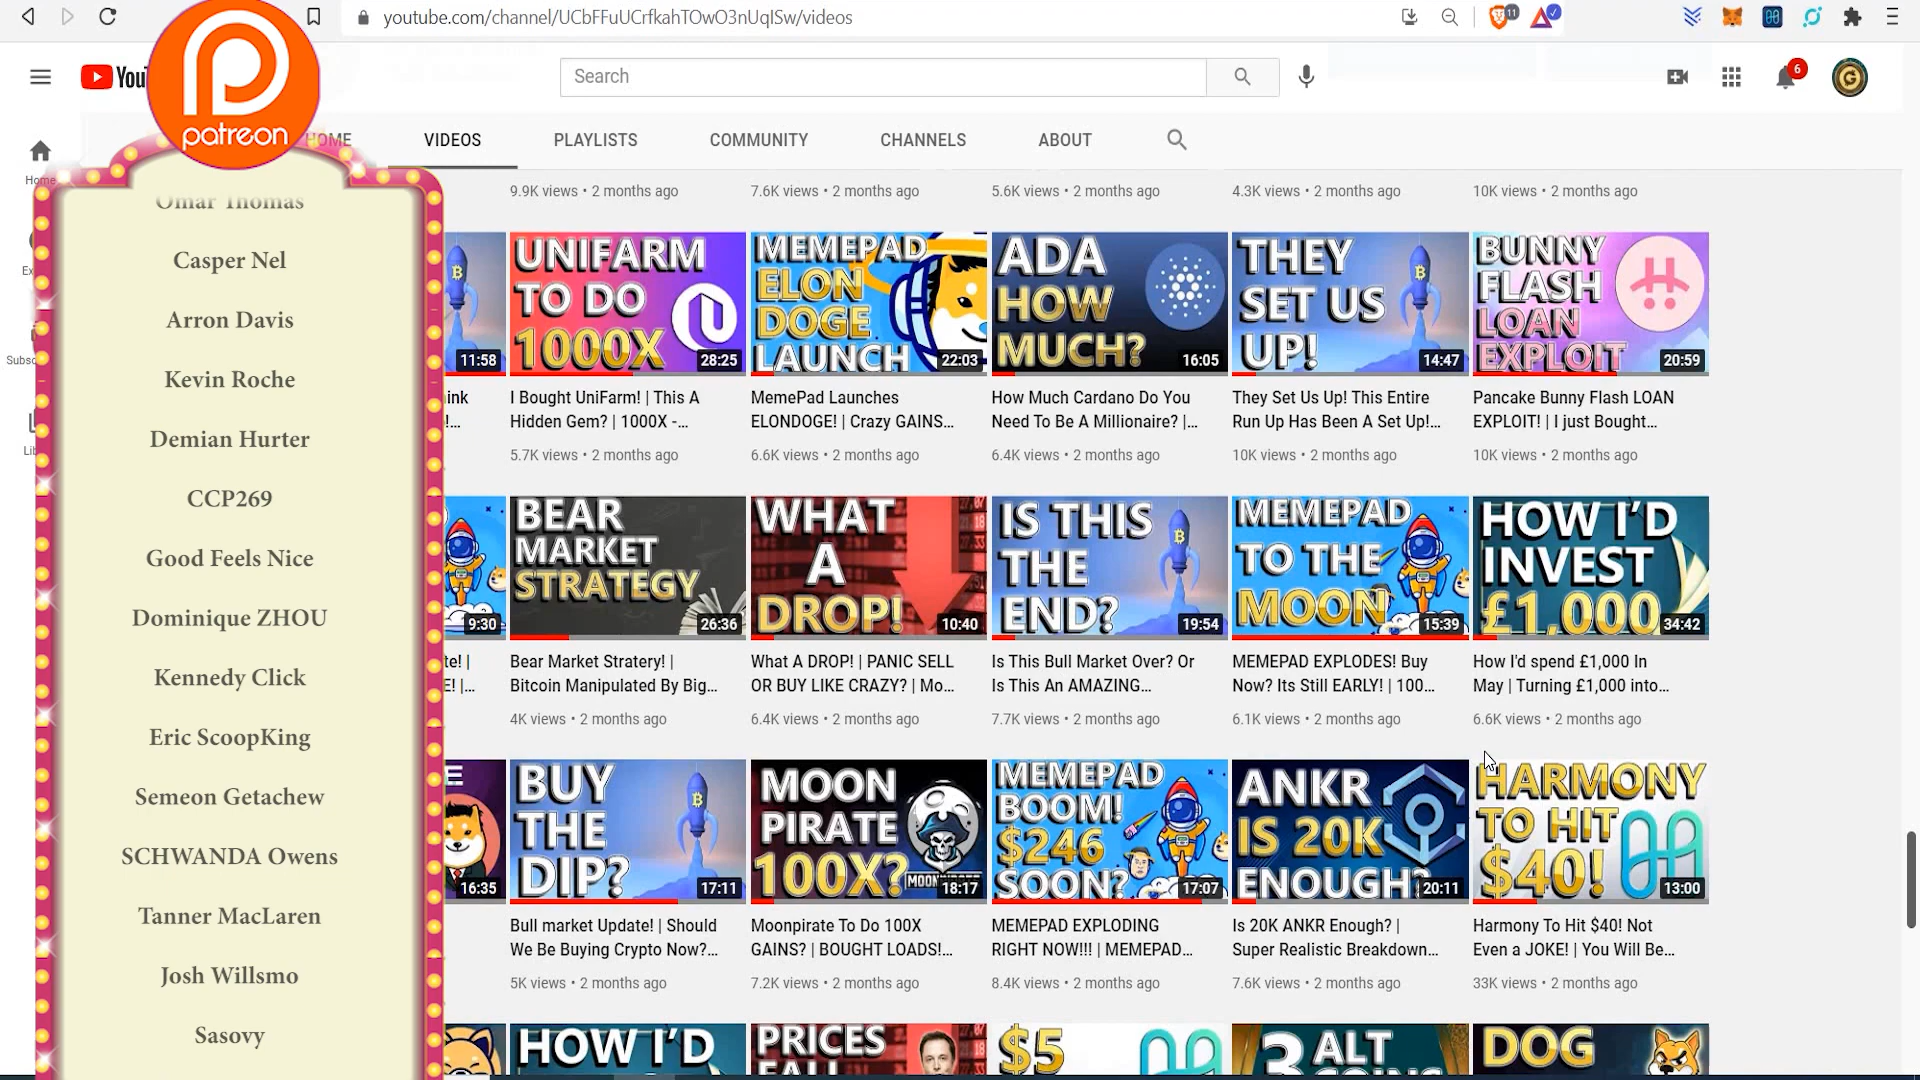 youtube.com/channel/UCbFFuUCrfkahTOwO3nUqISw/videos
11
You
Search
6
patreon
HOME
VIDEOS
PLAYLISTS
COMMUNITY
CHANNELS
ABOUT
Home
Subsc
Omar Thomas
Casper Nel
Arron Davis
Kevin Roche
Demian Hurter
CCP269
Good Feels Nice
Dominique ZHOU
Kennedy Click
Eric ScoopKing
Semeon Getachew
SCHWANDA Owens
Tanner MacLaren
Josh Willsmo
Sasovy
9.9K views • 2 months ago
7.6K views • 2 months ago
5.6K views • 2 months ago
4.3K views • 2 months ago
10K views • 2 months ago
11:58
ink
!...
UNIFARM
TO DO
1000X
28:25
I Bought UniFarm! | This A
Hidden Gem? | 1000X -...
5.7K views • 2 months ago
MEMEPAD
ELON
DOGE
LAUNCH
22:03
MemePad Launches
ELONDOGE! | Crazy GAINS...
6.6K views • 2 months ago
ADA
HOW
MUCH?
16:05
How Much Cardano Do You
Need To Be A Millionaire? |...
6.4K views • 2 months ago
THEY
SET US
UP!
14:47
They Set Us Up! This Entire
Run Up Has Been A Set Up!...
10K views • 2 months ago
BUNNY
FLASH
LOAN
EXPLOIT
20:59
Pancake Bunny Flash LOAN
EXPLOIT! | I just Bought...
10K views • 2 months ago
9:30
te! |
E! |...
BEAR
MARKET
STRATEGY
26:36
Bear Market Stratery! |
Bitcoin Manipulated By Big...
4K views • 2 months ago
WHAT
A
DROP!
10:40
What A DROP! | PANIC SELL
OR BUY LIKE CRAZY? | Mo...
6.4K views • 2 months ago
IS THIS
THE
END?
19:54
Is This Bull Market Over? Or
Is This An AMAZING...
7.7K views • 2 months ago
MEMEPAD
TO THE
MOON
15:39
MEMEPAD EXPLODES! Buy
Now? Its Still EARLY! | 100...
6.1K views • 2 months ago
HOW I'D
INVEST
£1,000
34:42
How I'd spend £1,000 In
May | Turning £1,000 into...
6.6K views • 2 months ago
E
16:35
BUY
THE
DIP?
17:11
Bull market Update! | Should
We Be Buying Crypto Now?...
5K views • 2 months ago
MOON
PIRATE
100X?
18:17
Moonpirate To Do 100X
GAINS? | BOUGHT LOADS!...
7.2K views • 2 months ago
MEMEPAD
BOOM!
$246
SOON?
17:07
MEMEPAD EXPLODING
RIGHT NOW!!! | MEMEPAD...
8.4K views • 2 months ago
ANKR
IS 20K
ENOUGH?
20:11
Is 20K ANKR Enough? |
Super Realistic Breakdown...
7.6K views • 2 months ago
HARMONY
TO HIT
$40!
13:00
Harmony To Hit $40! Not
Even a JOKE! | You Will Be...
33K views • 2 months ago
HOW I'D
PRICES
FALL
$5
3 ALT
COINS
DOG